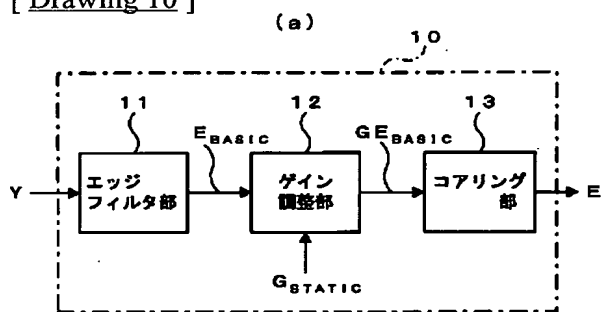 [ Drawing 10 ]
(a)
10
11
12
13
E_BASIC
GE_BASIC
Y
エッジ
フィルタ部
ゲイン
調整部
コアリング
部
E
G_STATIC